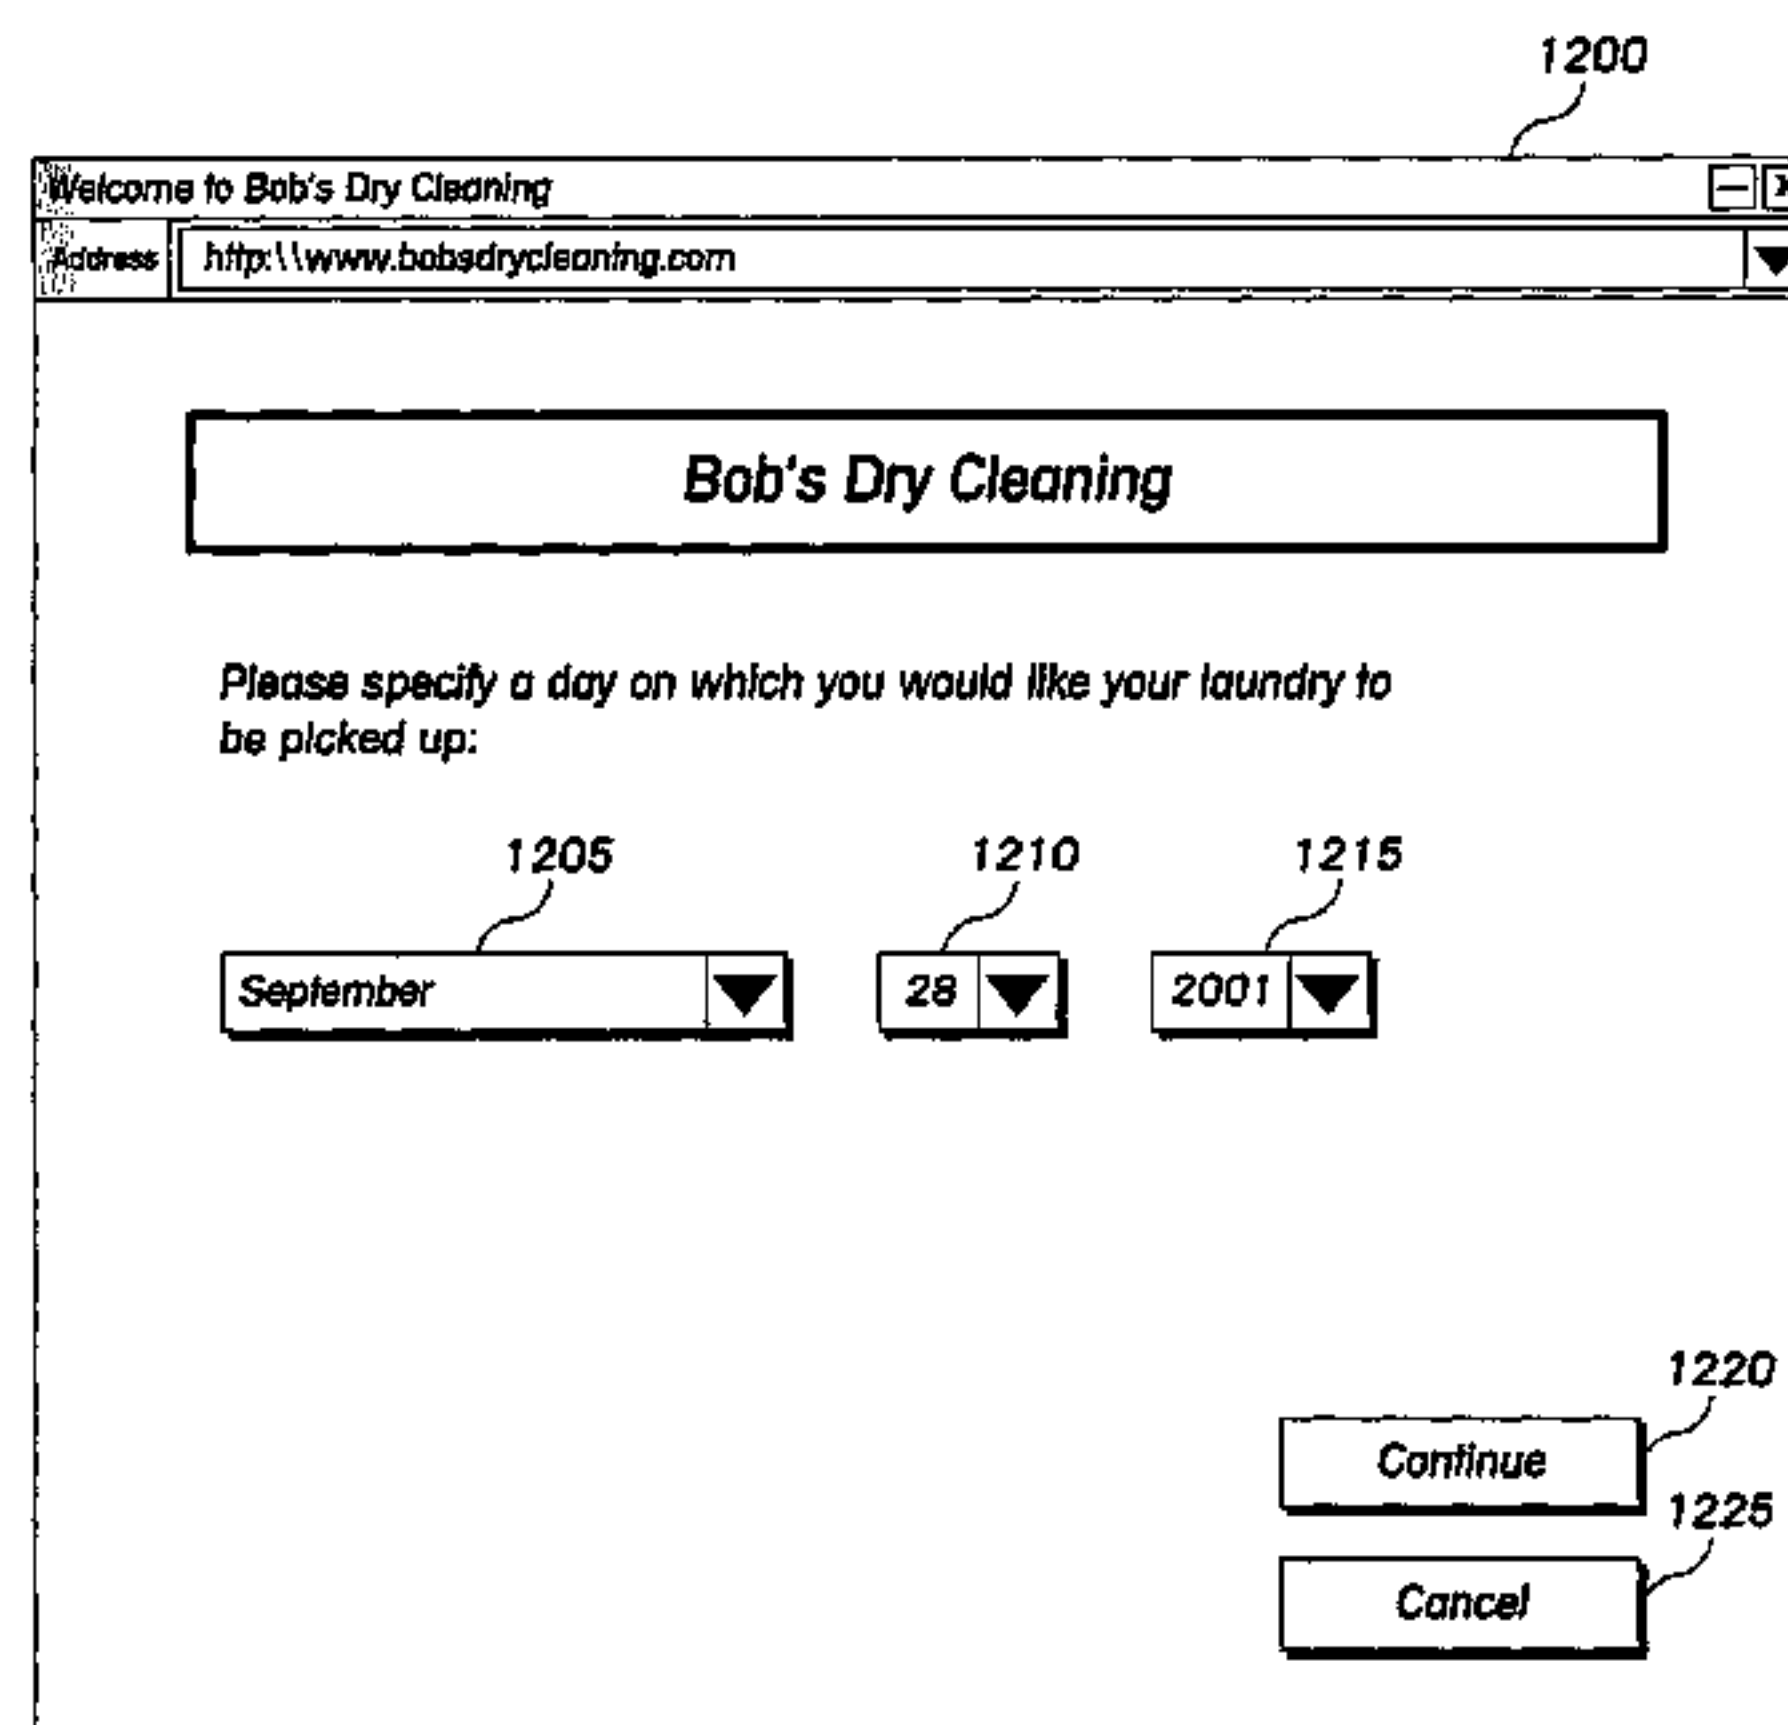 1200
Welcome to Bob's Dry Cleaning
Address http:\\www.bobsdrycleaning.com
Bob's Dry Cleaning
Please specify a day on which you would like your laundry to
be picked up:
1205 1210 1215
September 28 2001
1220
Continue
1225
Cancel